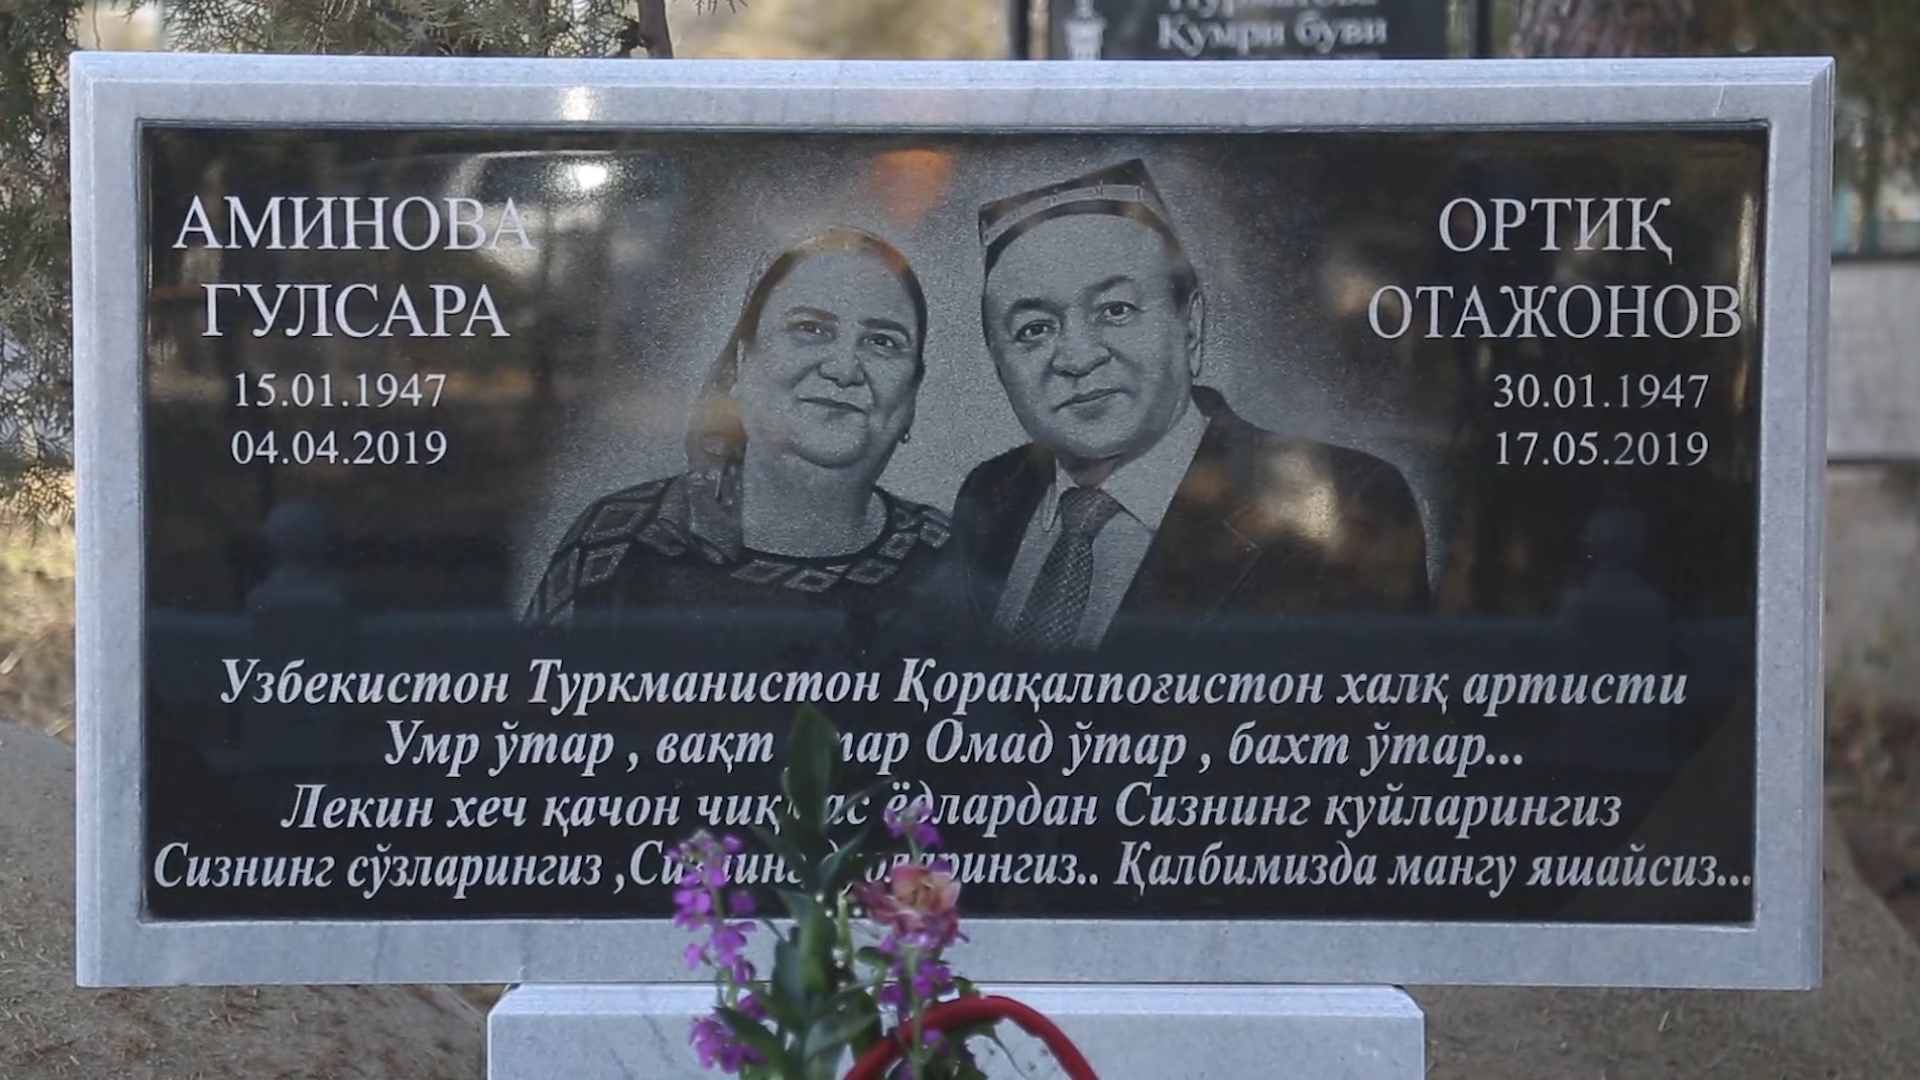 Қумри буви
АМИНОВА
ГУЛСАРА
15.01.1947
04.04.2019
ОРТИҚ
ОТАЖОНОВ
30.01.1947
17.05.2019
Узбекистон Туркманистон Қорақалпоғистон халқ артисти
Умр ўтар , вақт Омад ўтар , бахт ўтар...
Лекин хеч қачон ёдлардан Сизнинг куйларингиз
Сизнинг сўзларингиз , Қалбимизда мангу яшайсиз...